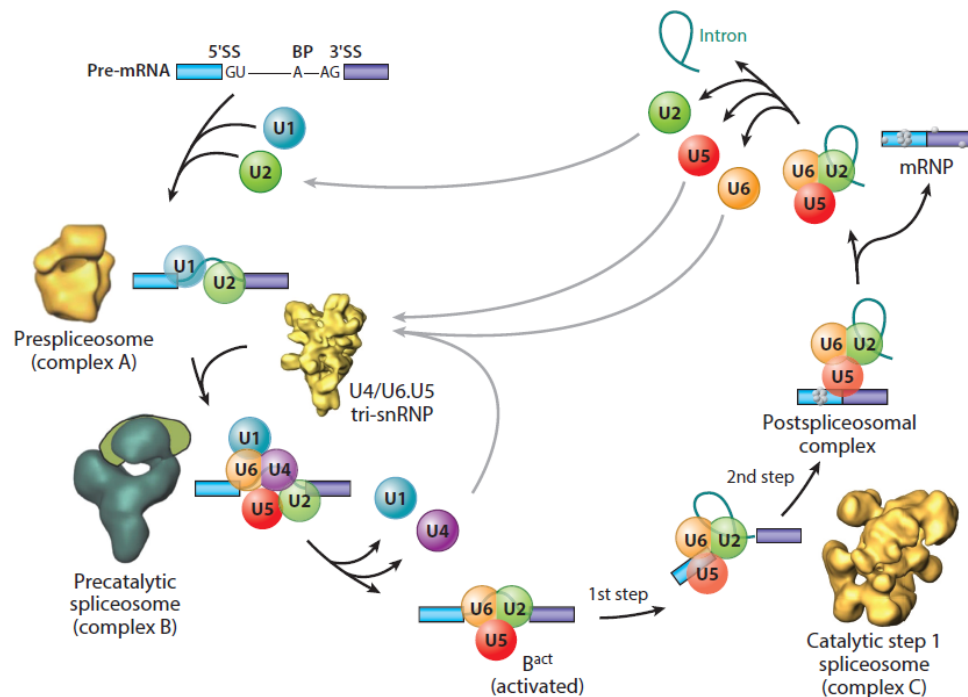 5'SS BP 3'SS
Pre-mRNA GU A AG
U1
U2
Intron
U2
U5
U6
U6 U2
U5
mRNP
U1
U2
Prespliceosome
(complex A)
U4/U6.U5
tri-snRNP
U6 U2
U5
Postspliceosomal
complex
U1
U6 U4
U5 U2
U1
U4
Precatalytic
spliceosome
(complex B)
U6 U2
U5
Bact
(activated)
1st step
2nd step
U6 U2
U5
Catalytic step 1
spliceosome
(complex C)